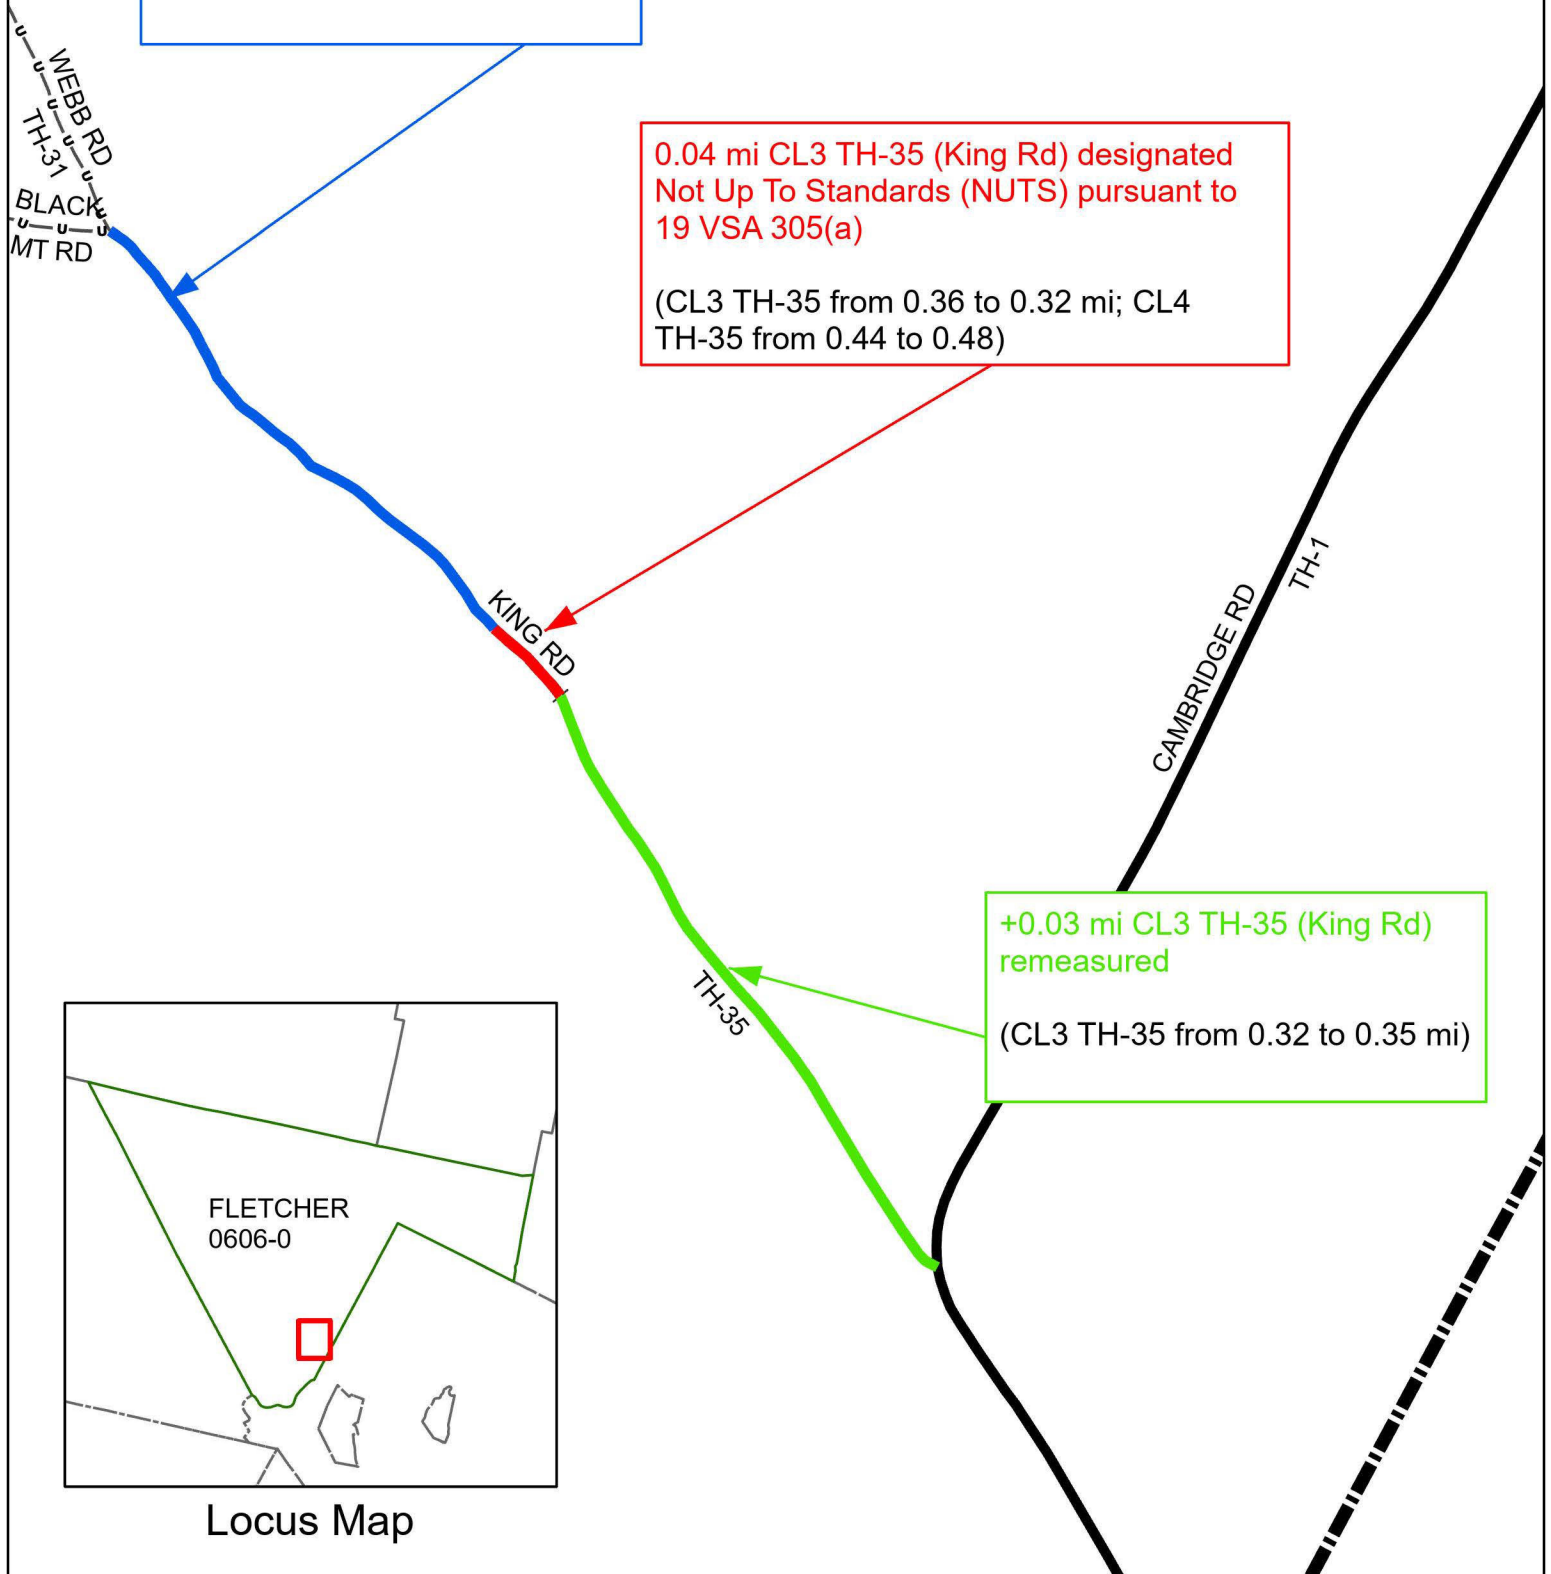 WEBB RD
TH-31
BLACK
MT RD
0.04 mi CL3 TH-35 (King Rd) designated
Not Up To Standards (NUTS) pursuant to
19 VSA 305(a)
(CL3 TH-35 from 0.36 to 0.32 mi; CL4
TH-35 from 0.44 to 0.48)
TH-1
CAMBRIDGE RD
KING RD
+0.03 mi CL3 TH-35 (King Rd)
remeasured
(CL3 TH-35 from 0.32 to 0.35 mi)
TH-35
FLETCHER
0606-0
Locus Map